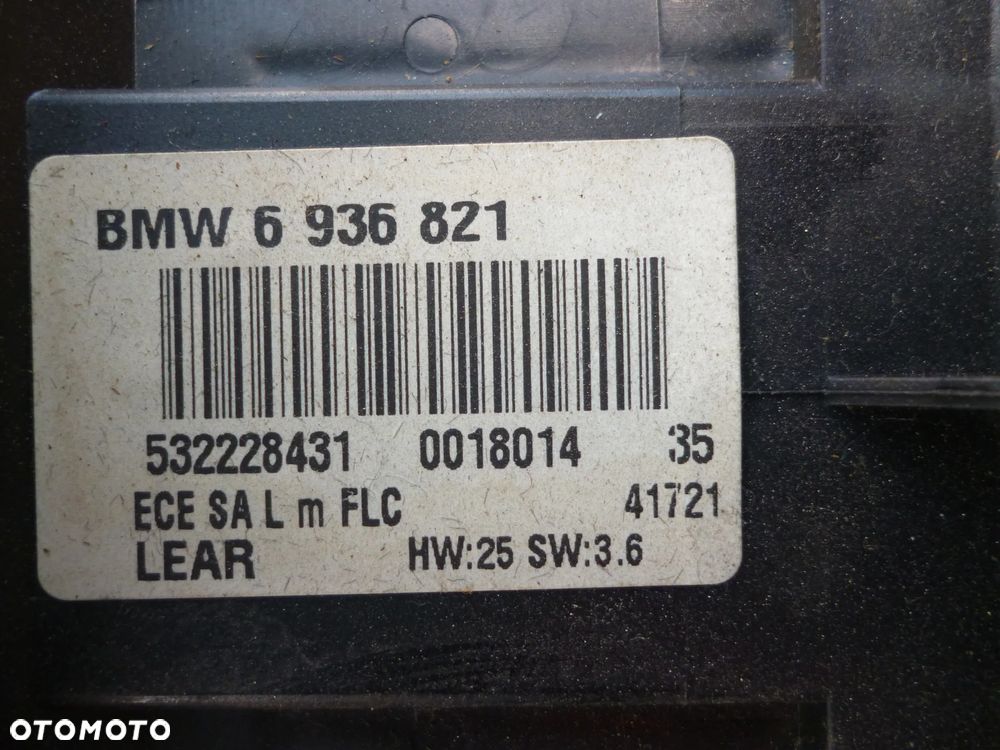 BMW 6 936 821
532228431 0018014 35
ECE SA L m FLC 41721
LEAR HW:25 SW:3.6
OTOMOTO